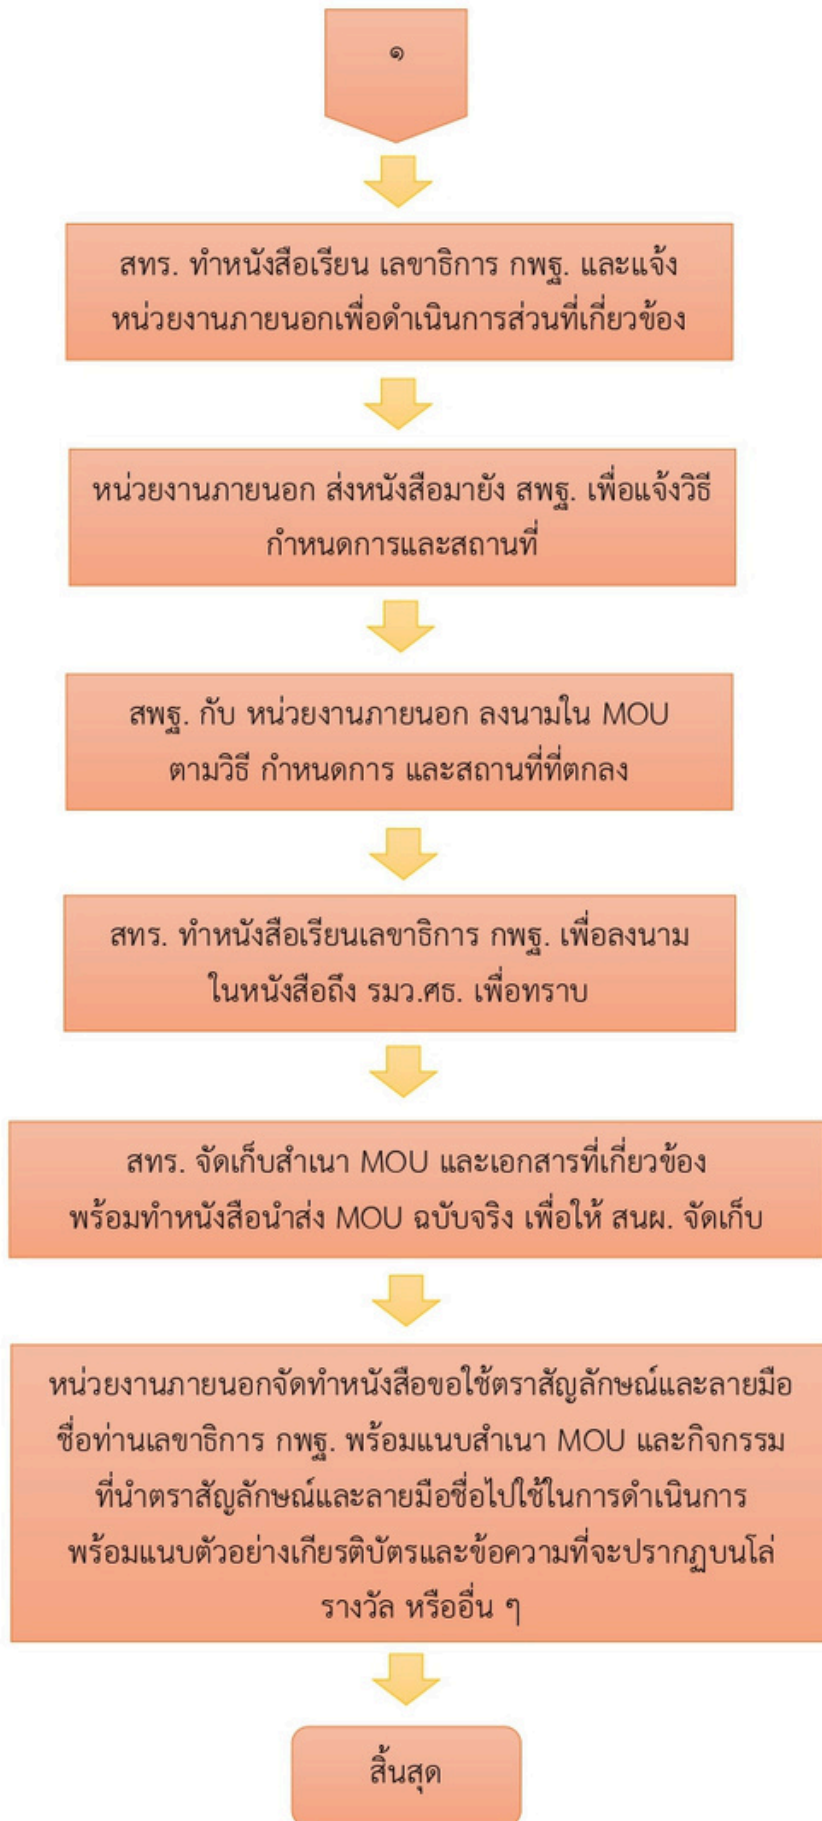 ๑
สทร. ทำหนังสือเรียน เลขาธิการ กพฐ. และแจ้ง
หน่วยงานภายนอกเพื่อดำเนินการส่วนที่เกี่ยวข้อง
หน่วยงานภายนอก ส่งหนังสือมายัง สพฐ. เพื่อแจ้งวิธี
กำหนดการและสถานที่
สพฐ. กับ หน่วยงานภายนอก ลงนามใน MOU
ตามวิธี กำหนดการ และสถานที่ที่ตกลง
สทร. ทำหนังสือเรียนเลขาธิการ กพฐ. เพื่อลงนาม
ในหนังสือถึง รมว.ศธ. เพื่อทราบ
สทร. จัดเก็บสำเนา MOU และเอกสารที่เกี่ยวข้อง
พร้อมทำหนังสือนำส่ง MOU ฉบับจริง เพื่อให้ สนผ. จัดเก็บ
หน่วยงานภายนอกจัดทำหนังสือขอใช้ตราสัญลักษณ์และลายมือ
ชื่อท่านเลขาธิการ กพฐ. พร้อมแนบสำเนา MOU และกิจกรรม
ที่นำตราสัญลักษณ์และลายมือชื่อไปใช้ในการดำเนินการ
พร้อมแนบตัวอย่างเกียรติบัตรและข้อความที่จะปรากฏบนโล่
รางวัล หรืออื่น ๆ
สิ้นสุด